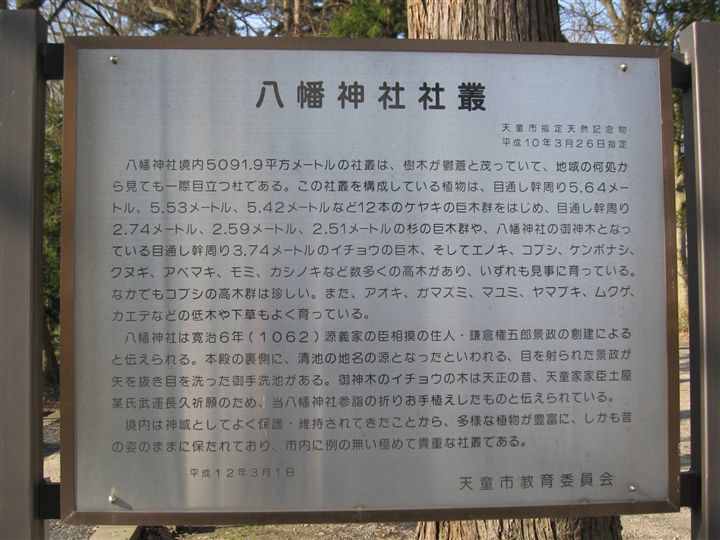 八幡神社社叢
天童市指定天然記念物
平成10年3月26日指定
八幡神社境内5091.9平方メートルの社叢は、樹木が鬱蒼と茂っていて、地域の何処か
ら見ても一際目立つ杜である。この社叢を構成している植物は、目通し幹周り5.64メー
トル、5.53メートル、5.42メートルなど12本のケヤキの巨木群をはじめ、目通し幹周り
2.74メートル、2.59メートル、2.51メートルの杉の巨木群や、八幡神社の御神木となっ
ている目通し幹周り3.74メートルのイチョウの巨木、そしてエノキ、コブシ、ケンポナシ、
クヌギ、アベマキ、モミ、カシノキなど数多くの高木があり、いずれも見事に育っている。
なかでもコブシの高木群は珍しい。また、アオキ、ガマズミ、マユミ、ヤマブキ、ムクゲ、
カエデなどの低木や下草もよく育っている。
八幡神社は寛治6年(1062)源義家の臣相摸の住人・鎌倉権五郎景政の創建による
と伝えられる。本殿の裏側に、清池の地名の源となったといわれる、目を射られた景政が
矢を抜き目を洗った御手洗池がある。御神木のイチョウの木は天正の昔、天童家家臣土屋
某氏武運長久祈願のため、当八幡神社参詣の折りお手植えしたものと伝えられている。
境内は神域としてよく保護・維持されてきたことから、多様な植物が豊富に、しかも昔
の姿のままに保たれており、市内に例の無い極めて貴重な社叢である。
平成12年3月1日
天童市教育委員会